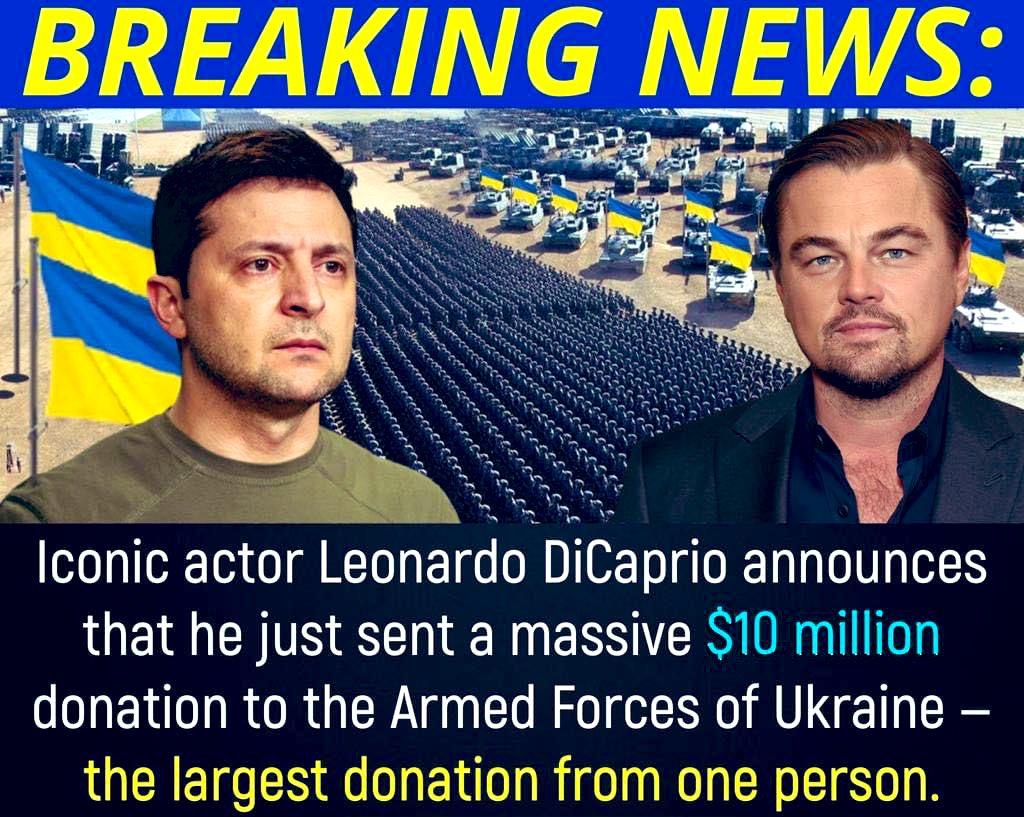 BREAKING NEWS:
Iconic actor Leonardo DiCaprio announces
that he just sent a massive $10 million
donation to the Armed Forces of Ukraine –
the largest donation from one person.